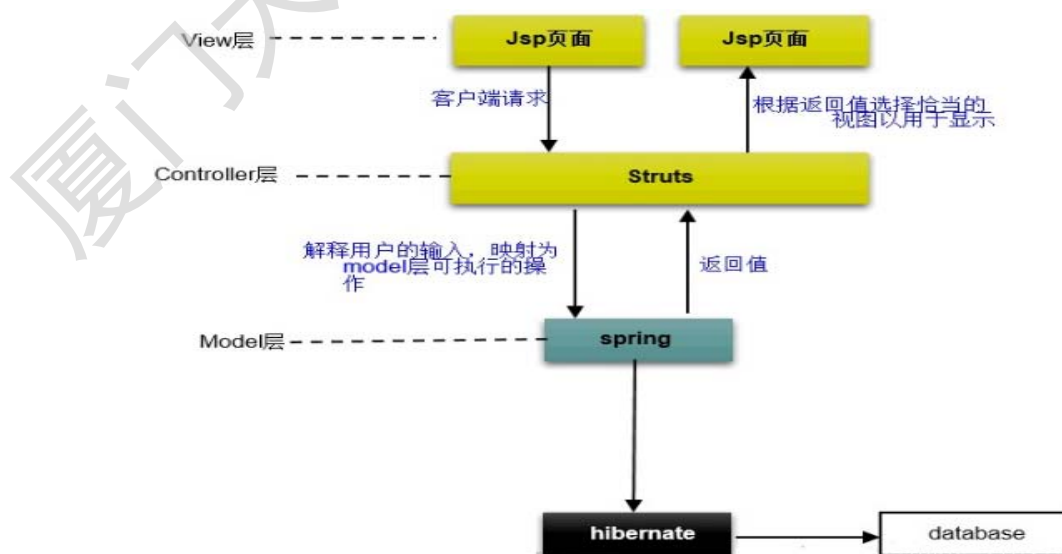 View层
Jsp页面
Jsp页面
客户端请求
根据返回值选择恰当的
视图以用于显示
Controller层
Struts
解释用户的输入，映射为
model层可执行的操
作
返回值
Model层
spring
hibernate
database
厦门大